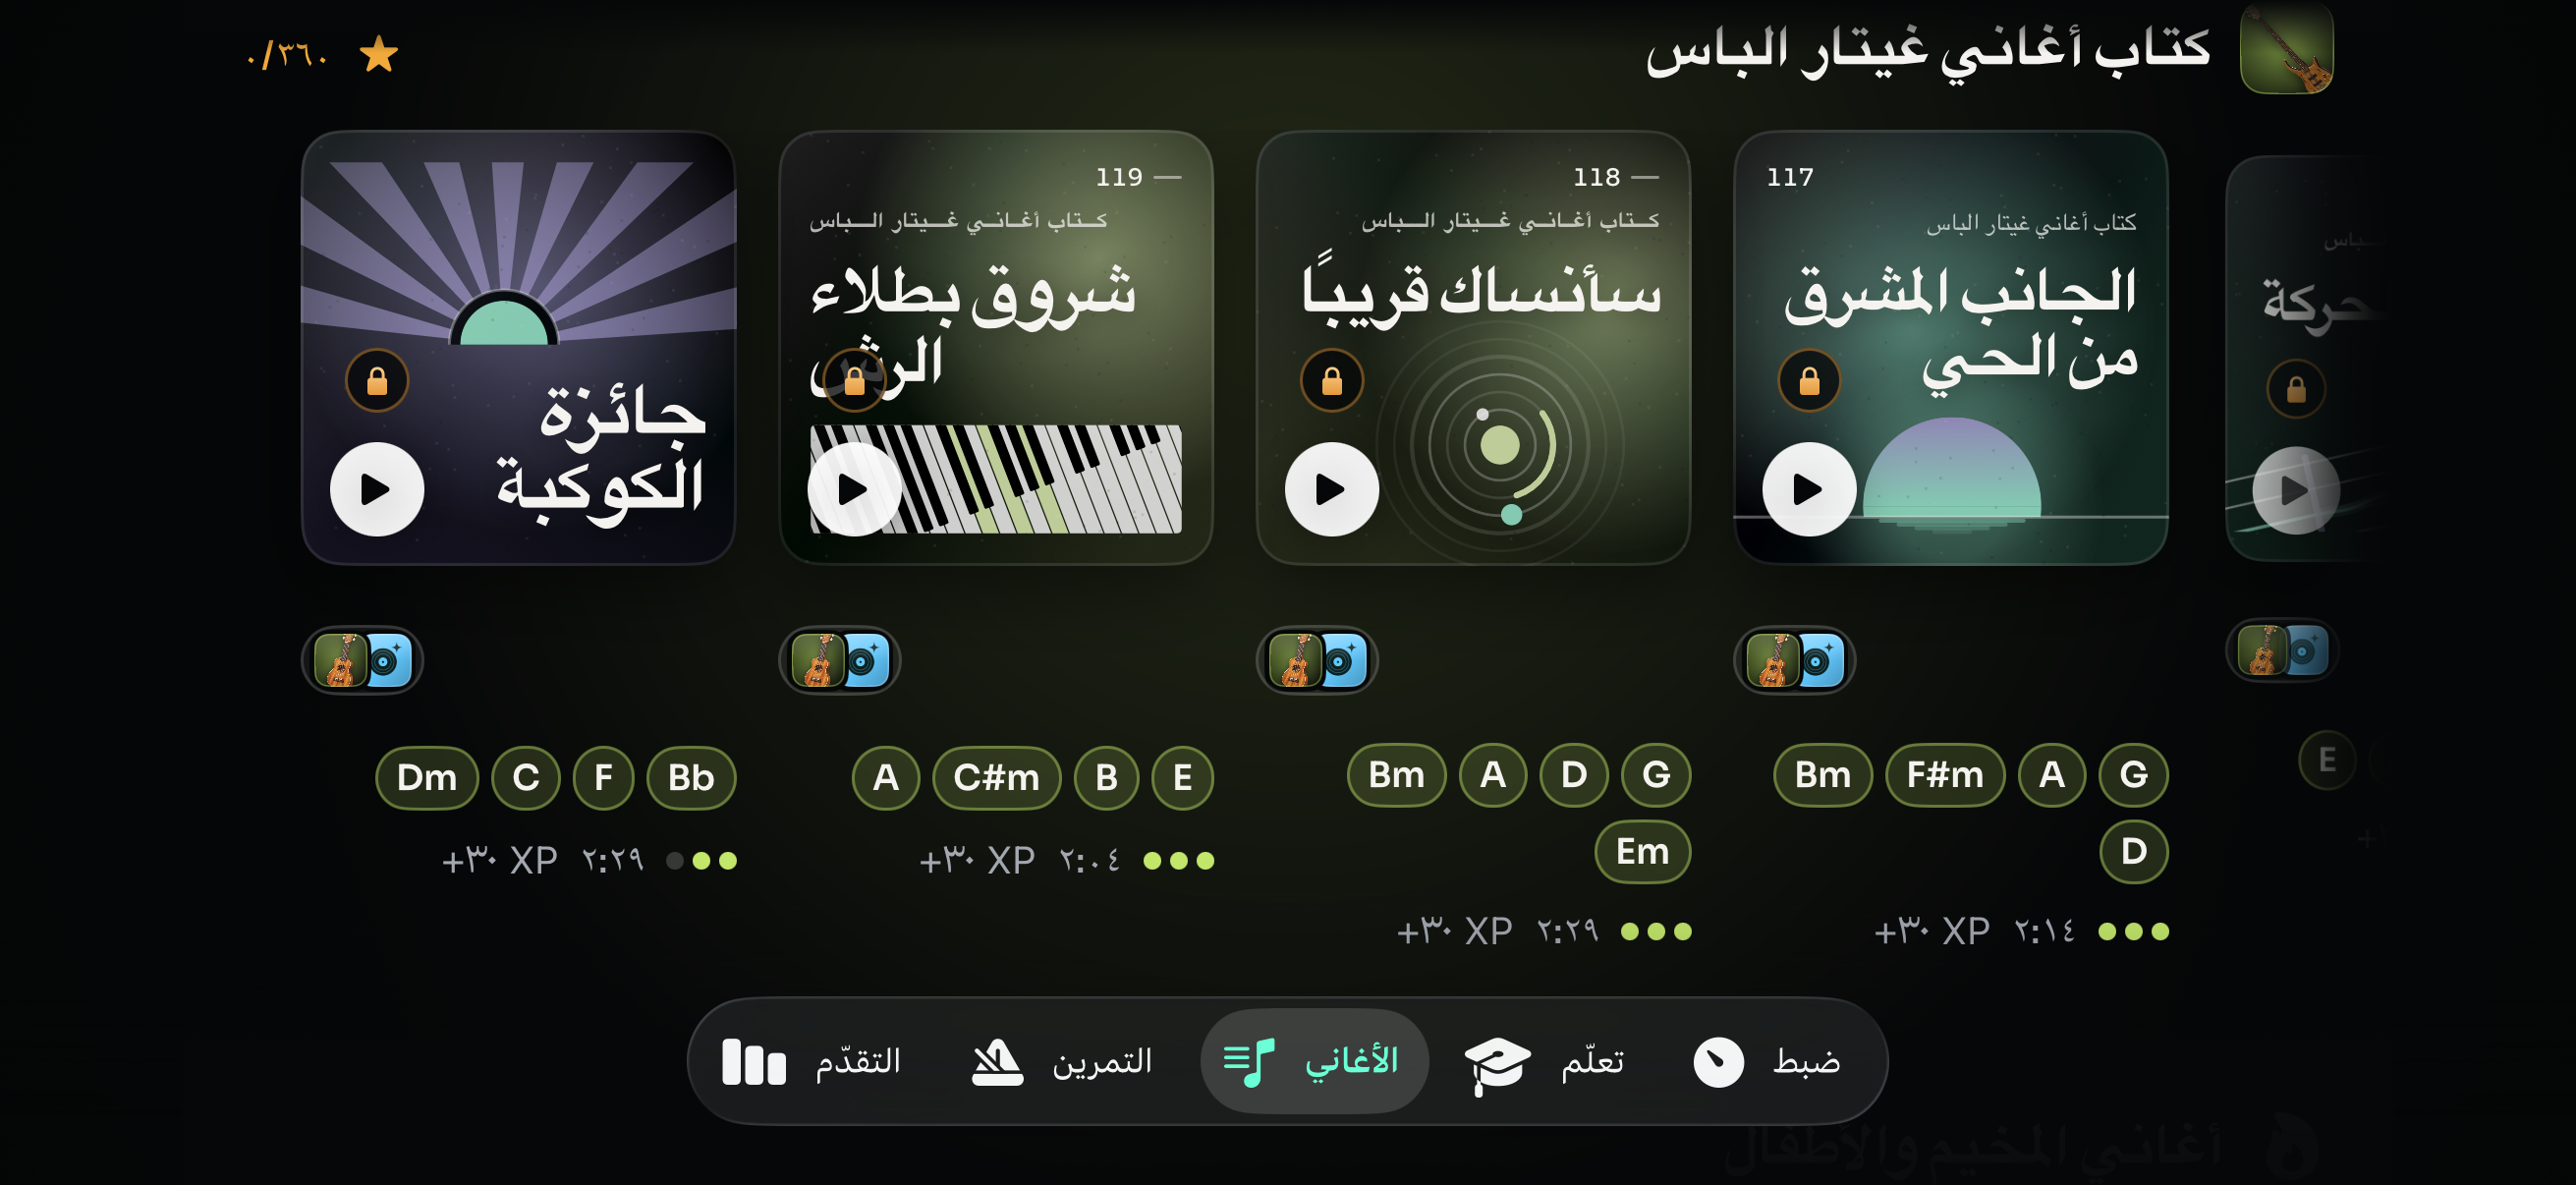 كتاب أغاني غيتار الباس
٠/٣٦٠
117
كتاب أغاني غيتار الباس
الجانب المشرق
من الحي
Bm F#m A G
D
+٣٠ XP ٢:١٤
118
كتاب أغاني غيتار الباس
سأنساك قريبًا
Bm A D G
Em
+٣٠ XP ٢:٢٩
119
كتاب أغاني غيتار الباس
شروق بطلاء
الرش
A C#m B E
+٣٠ XP ٢:٠٤
جائزة
الكوكبة
Dm C F Bb
+٣٠ XP ٢:٢٩
E
ضبط
تعلّم
الأغاني
التمرين
التقدّم
أغاني المخيم والأطفال